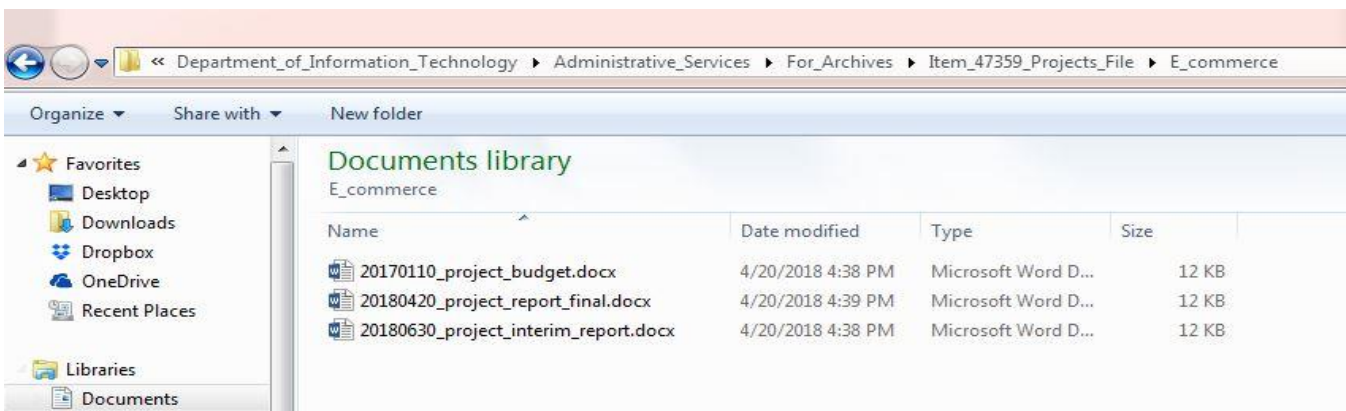 « Department_of_Information_Technology ▸ Administrative_Services ▸ For_Archives ▸ Item_47359_Projects_File ▸ E_commerce
Organize ▾ Share with ▾ New folder
Favorites
Desktop
Downloads
Dropbox
OneDrive
Recent Places
Libraries
Documents
Documents library
E_commerce
Name Date modified Type Size
20170110_project_budget.docx 4/20/2018 4:38 PM Microsoft Word D... 12 KB
20180420_project_report_final.docx 4/20/2018 4:39 PM Microsoft Word D... 12 KB
20180630_project_interim_report.docx 4/20/2018 4:38 PM Microsoft Word D... 12 KB